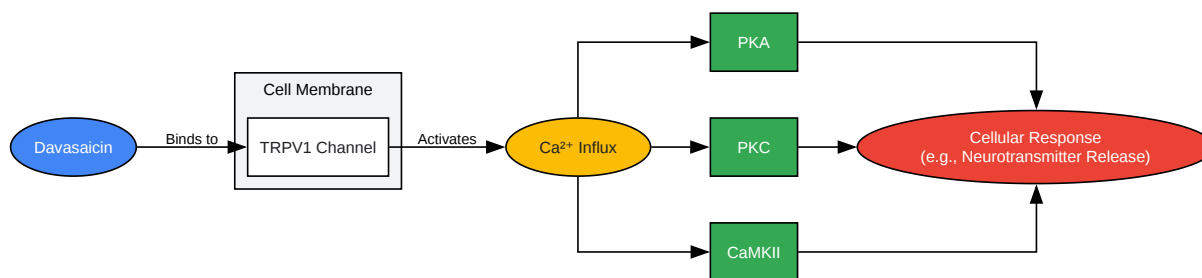 Davasaicin
Binds to
Cell Membrane
TRPV1 Channel
Activates
Ca²⁺ Influx
PKA
PKC
CaMKII
Cellular Response
(e.g., Neurotransmitter Release)